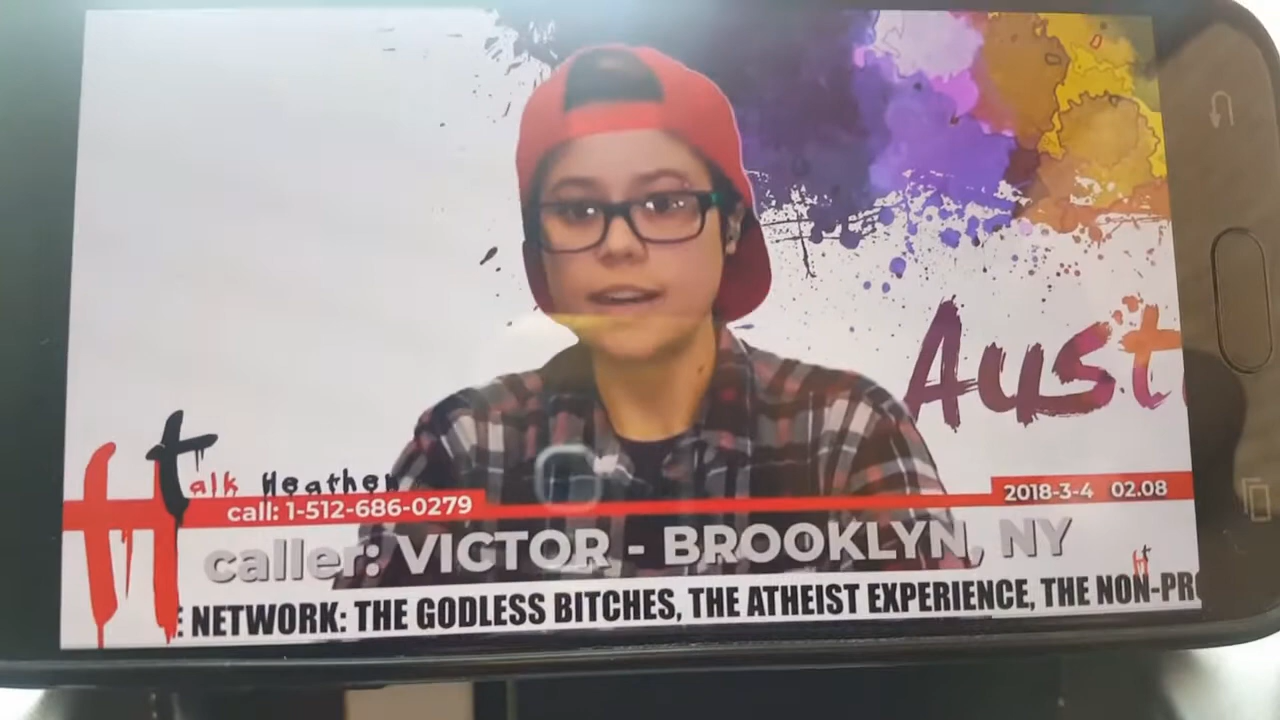 Aust
Talk Heathen
call: 1-512-686-0279
2018-3-4 02.08
caller: VICTOR - BROOKLYN, NY
NETWORK: THE GODLESS BITCHES, THE ATHEIST EXPERIENCE, THE NON-PR